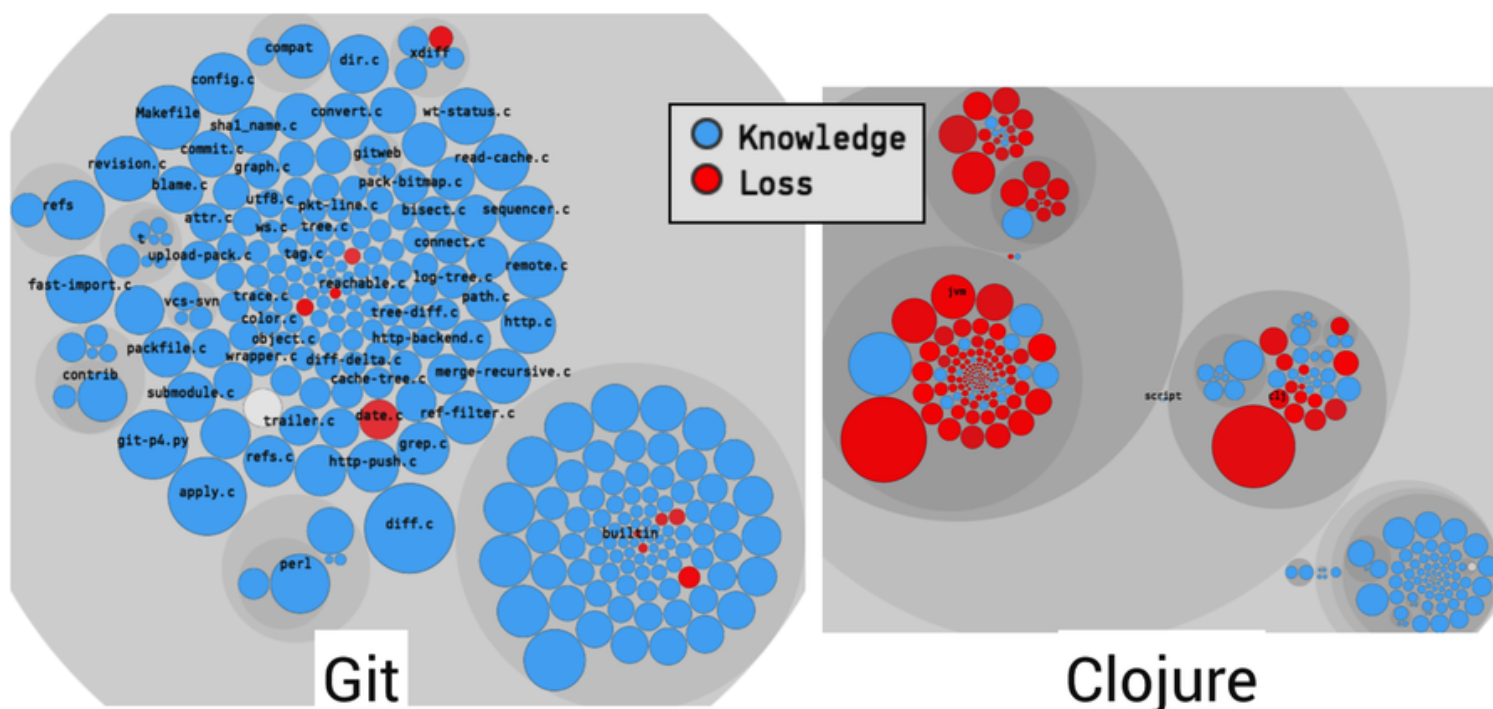 compat
xdiff
dir.c
config.c
Makefile
convert.c
wt-status.c
sha1_name.c
commit.c
gitweb
revision.c
graph.c
read-cache.c
blame.c
pack-bitmap.c
refs
utf8.c
pkt-line.c
bisect.c
sequencer.c
attr.c
ws.c
tree.c
t
connect.c
upload-pack.c
tag.c
remote.c
fast-import.c
reachable.c
log-tree.c
vcs-svn
trace.c
path.c
color.c
tree-diff.c
http.c
object.c
http-backend.c
packfile.c
wrapper.c
diff-delta.c
contrib
cache-tree.c
merge-recursive.c
submodule.c
trailer.c
date.c
ref-filter.c
git-p4.py
grep.c
refs.c
http-push.c
apply.c
diff.c
builtin
perl
Git
Knowledge
Loss
jvm
script
clj
Clojure